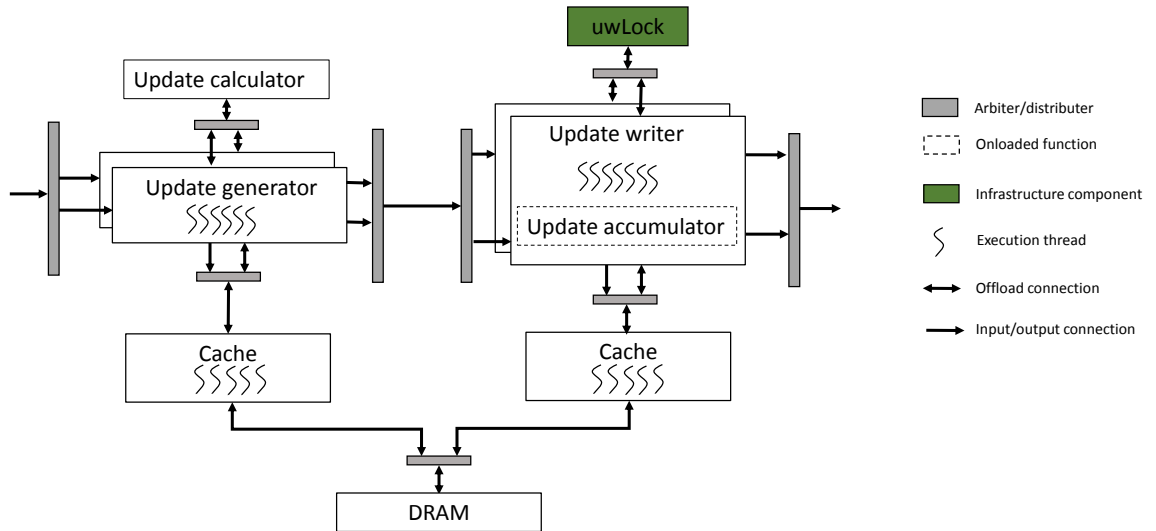 uwLock
Update calculator
Update writer
Update generator
Update accumulator
Cache
Cache
DRAM
Arbiter/distributer
Onloaded function
Infrastructure component
Execution thread
Offload connection
Input/output connection